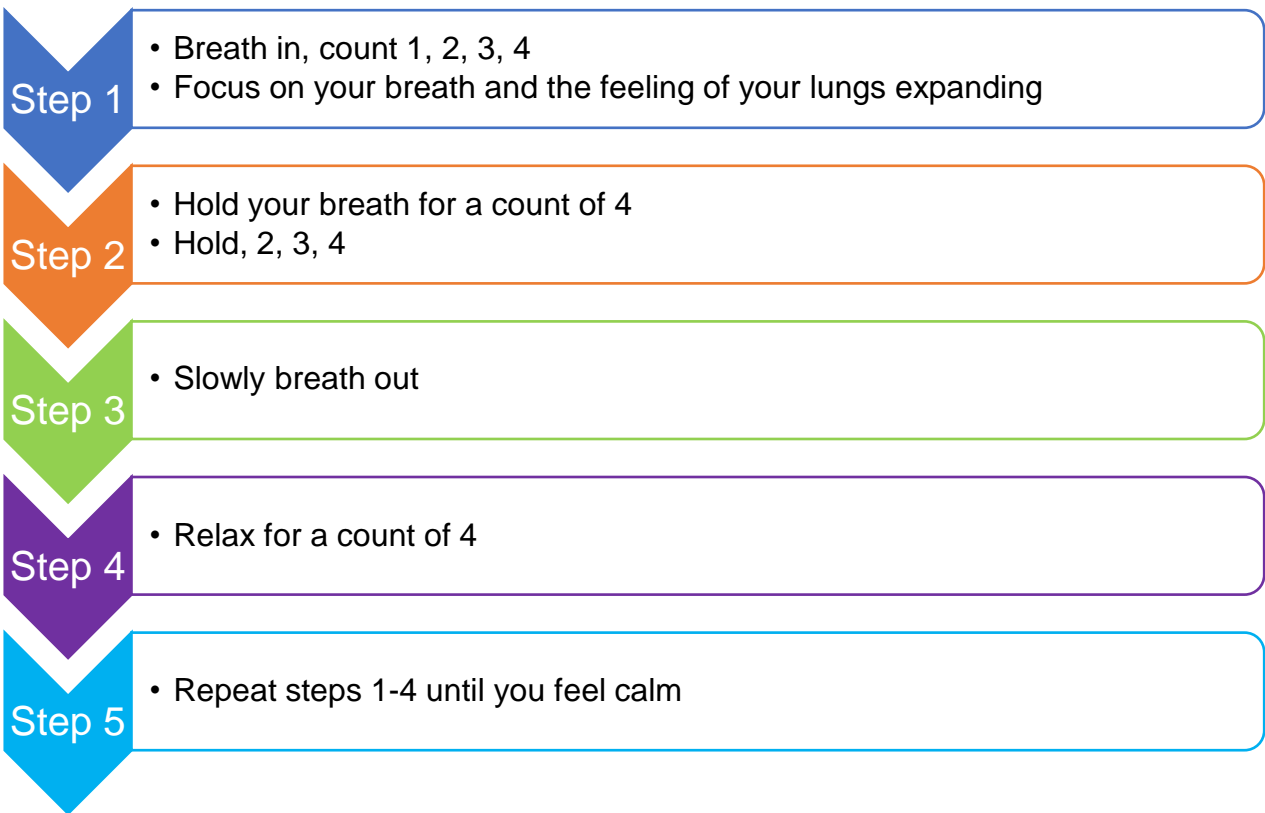 Step 1
• Breath in, count 1, 2, 3, 4
• Focus on your breath and the feeling of your lungs expanding
Step 2
• Hold your breath for a count of 4
• Hold, 2, 3, 4
Step 3
• Slowly breath out
Step 4
• Relax for a count of 4
Step 5
• Repeat steps 1-4 until you feel calm